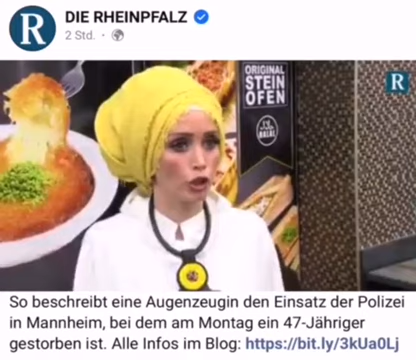 R
DIE RHEINPFALZ
2 Std. ·
ORIGINAL
STEIN
OFEN
R
So beschreibt eine Augenzeugin den Einsatz der Polizei
in Mannheim, bei dem am Montag ein 47-Jähriger
gestorben ist. Alle Infos im Blog: https://bit.ly/3kUa0Lj